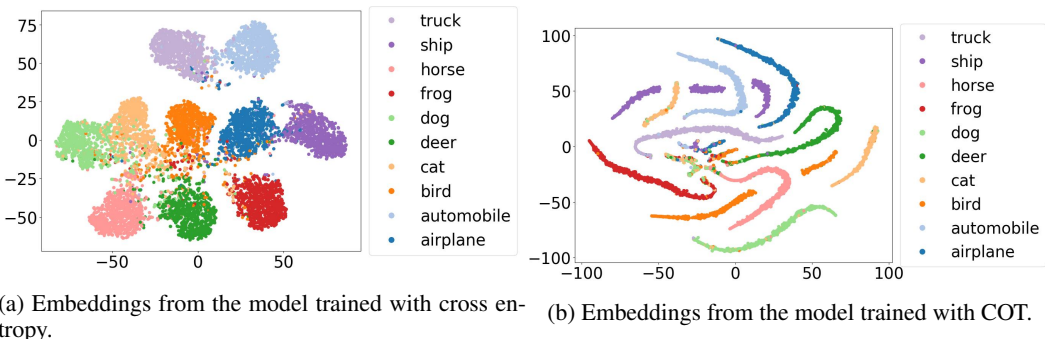 75
50
25
0
−25
−50
−50
0
50
truck
ship
horse
frog
dog
deer
cat
bird
automobile
airplane
(a) Embeddings from the model trained with cross en-
tropy.
100
50
0
−50
−100
−100
−50
0
50
100
truck
ship
horse
frog
dog
deer
cat
bird
automobile
airplane
(b) Embeddings from the model trained with COT.